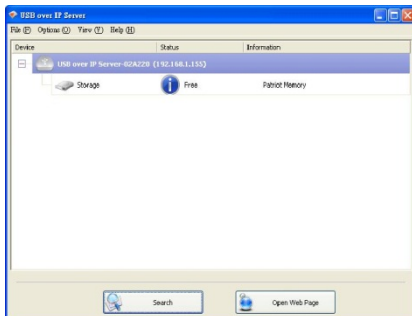 USB over IP Server
File (F) Options (O) View (V) Help (H)
Device Status Information
USB over IP Server-02A220 (192.168.1.155)
Storage Free Patriot Memory
Search Open Web Page